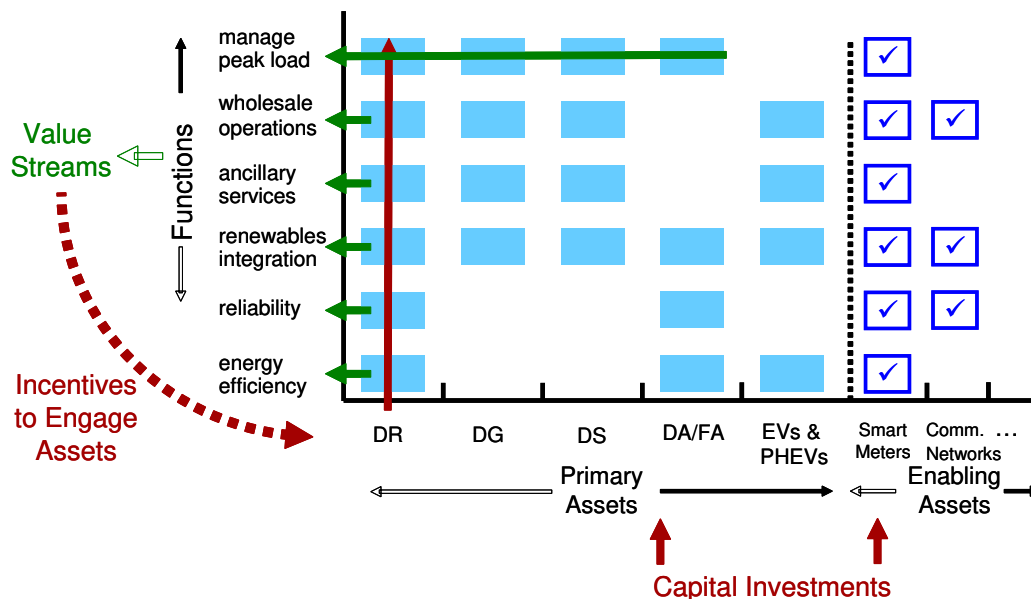 manage
peak load
wholesale
operations
ancillary
services
renewables
integration
reliability
energy
efficiency
Functions
Value
Streams
Incentives
to Engage
Assets
DR
DG
DS
DA/FA
EVs &
PHEVs
Smart
Meters
Comm. ...
Networks
Primary
Assets
Enabling
Assets
Capital Investments